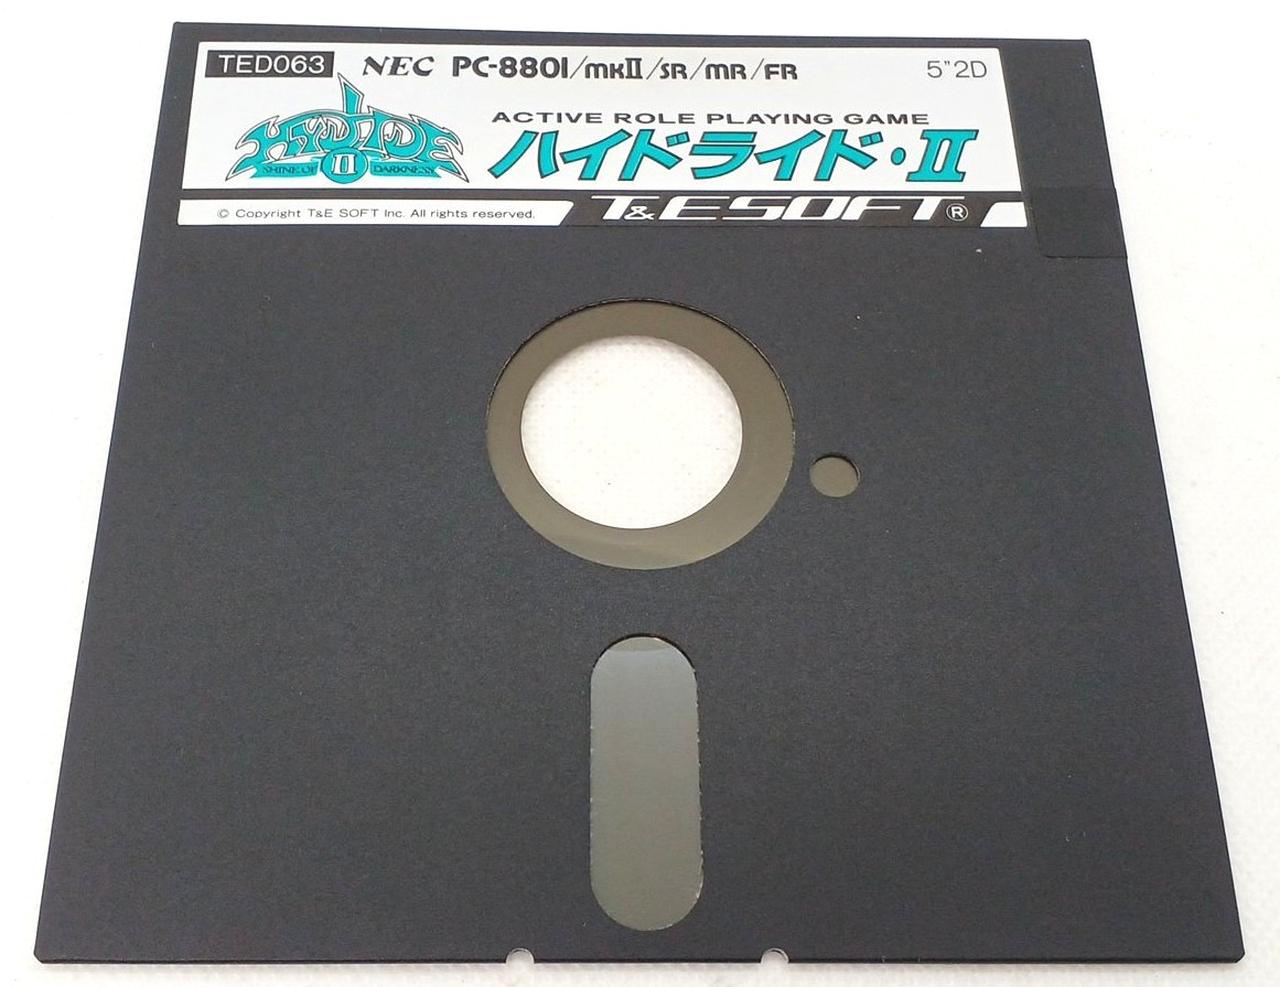 TED063 NEC PC-8801/mkII/SR/MR/FR 5"2D
HYDLIDE II
SHINE OF DARKNESS
ACTIVE ROLE PLAYING GAME
ハイドライド・II
© Copyright T&E SOFT Inc. All rights reserved.
T&E SOFT®